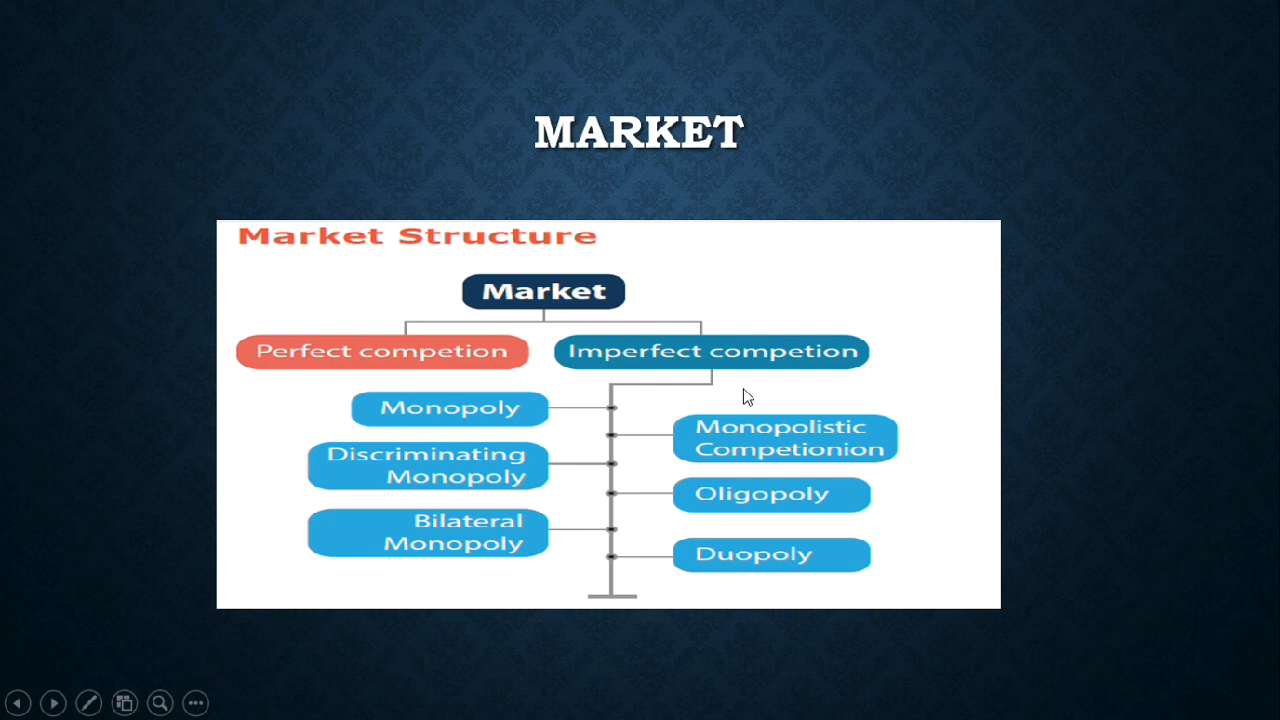 MARKET
Market Structure
Market
Perfect competion
Imperfect competion
Monopoly
Monopolistic
Competionion
Discriminating
Monopoly
Oligopoly
Bilateral
Monopoly
Duopoly